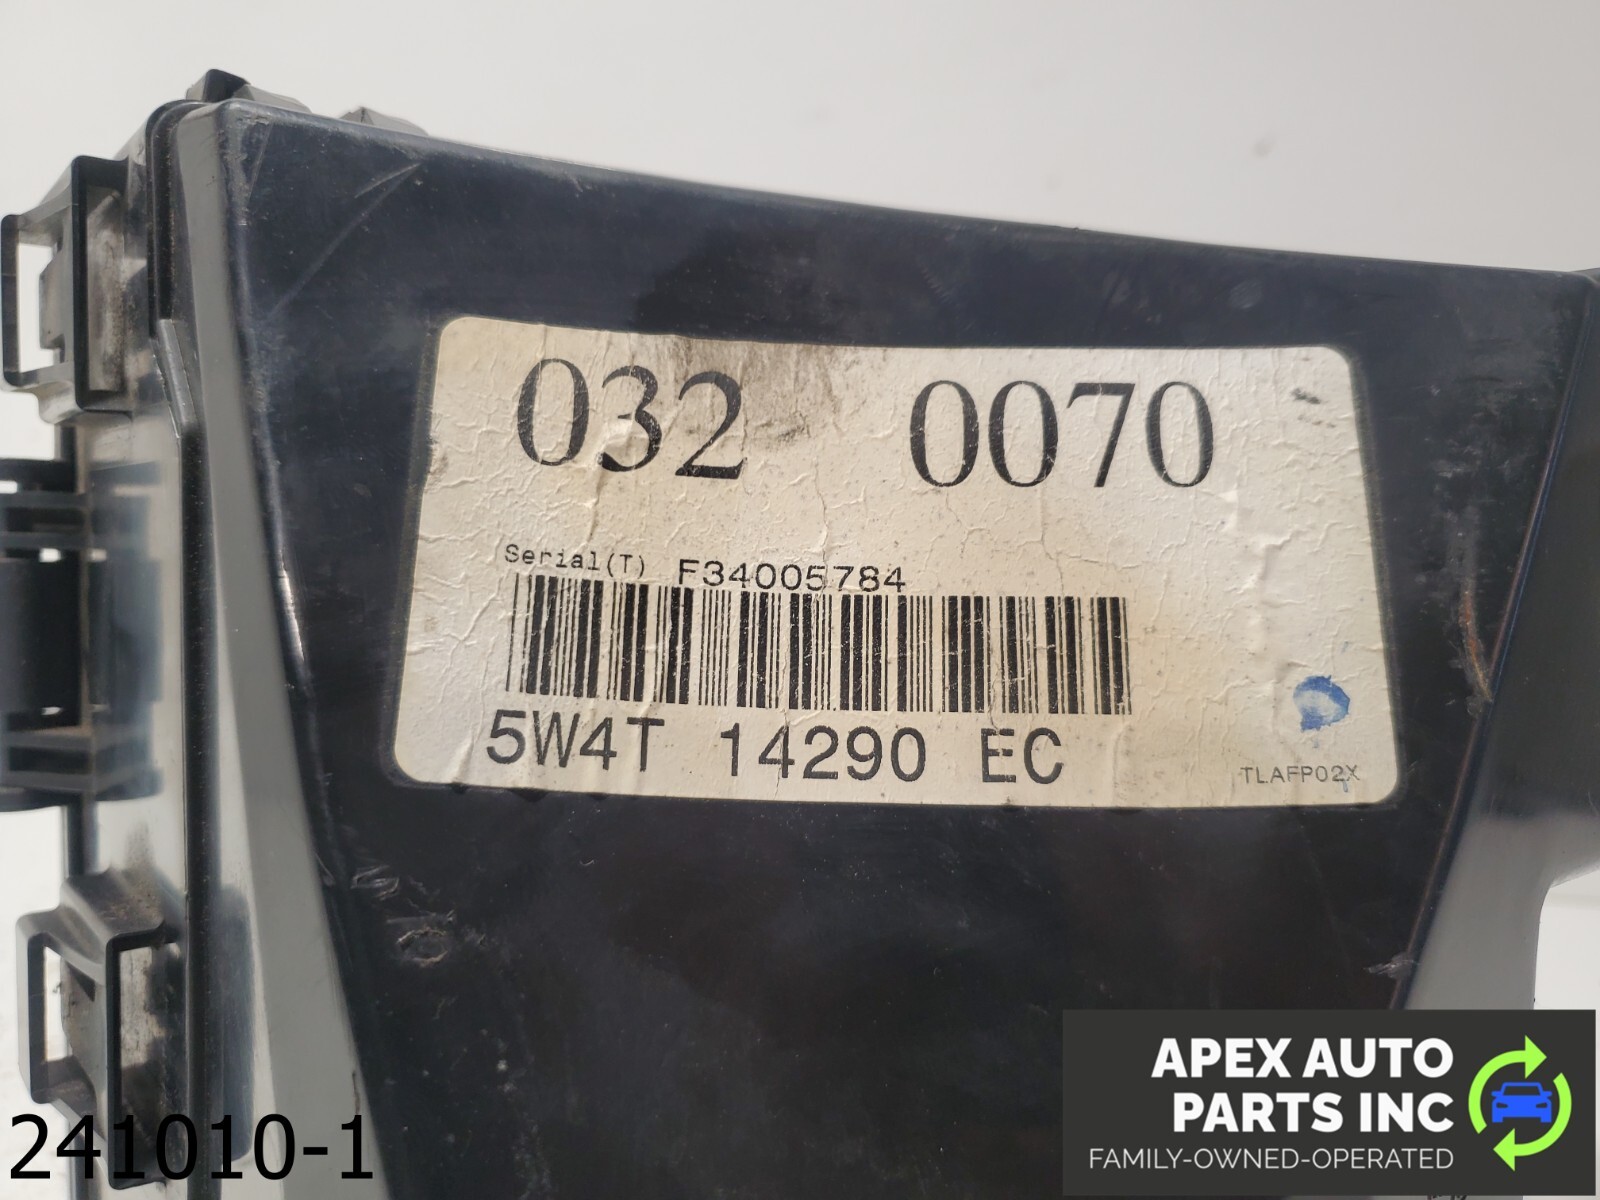 032 0070
Serial(T) F34005784
5W4T 14290 EC
TLAFP02X
241010-1
APEX AUTO
PARTS INC
FAMILY-OWNED-OPERATED